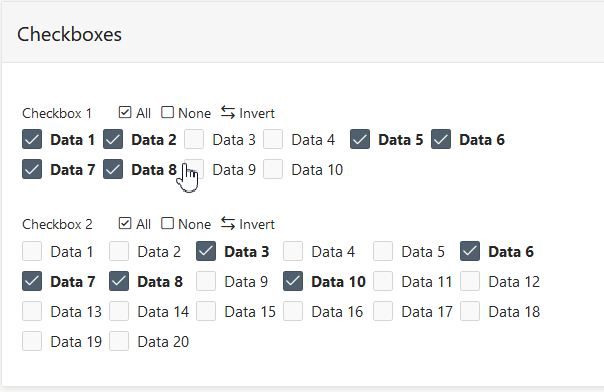 Checkboxes
Checkbox 1 All None Invert
Data 1 Data 2 Data 3 Data 4 Data 5 Data 6
Data 7 Data 8 Data 9 Data 10
Checkbox 2 All None Invert
Data 1 Data 2 Data 3 Data 4 Data 5 Data 6
Data 7 Data 8 Data 9 Data 10 Data 11 Data 12
Data 13 Data 14 Data 15 Data 16 Data 17 Data 18
Data 19 Data 20